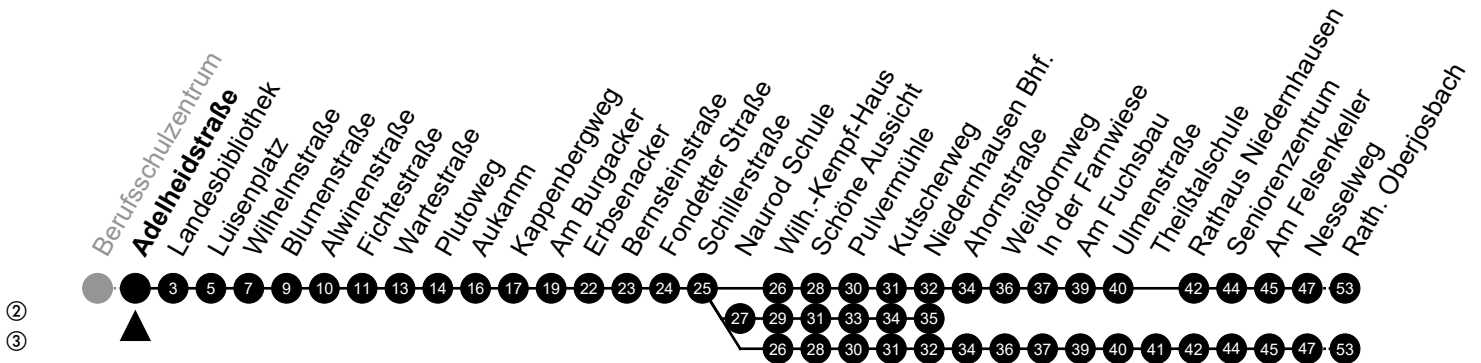 Berufsschulzentrum
Adelheidstraße
Landesbibliothek
Luisenplatz
Wilhelmstraße
Blumenstraße
Alwinenstraße
Fichtestraße
Wartestraße
Plutoweg
Aukamm
Kappenbergweg
Am Burgacker
Erbsenacker
Bernsteinstraße
Fondetter Straße
Schillerstraße
Naurod Schule
Wilh.-Kempf-Haus
Schöne Aussicht
Pulvermühle
Kutscherweg
Niedernhausen Bhf.
Ahornstraße
Weißdornweg
In der Farnwiese
Am Fuchsbau
Ulmenstraße
Theißtalschule
Rathaus Niedernhausen
Seniorenzentrum
Am Felsenkeller
Nesselweg
Rath. Oberjosbach
3 5 7 9 10 11 13 14 16 17 19 22 23 24 25 26 28 30 31 32 34 36 37 39 40 42 44 45 47 53
② 27 29 31 33 34 35
③ 26 28 30 31 32 34 36 37 39 40 41 42 44 45 47 53